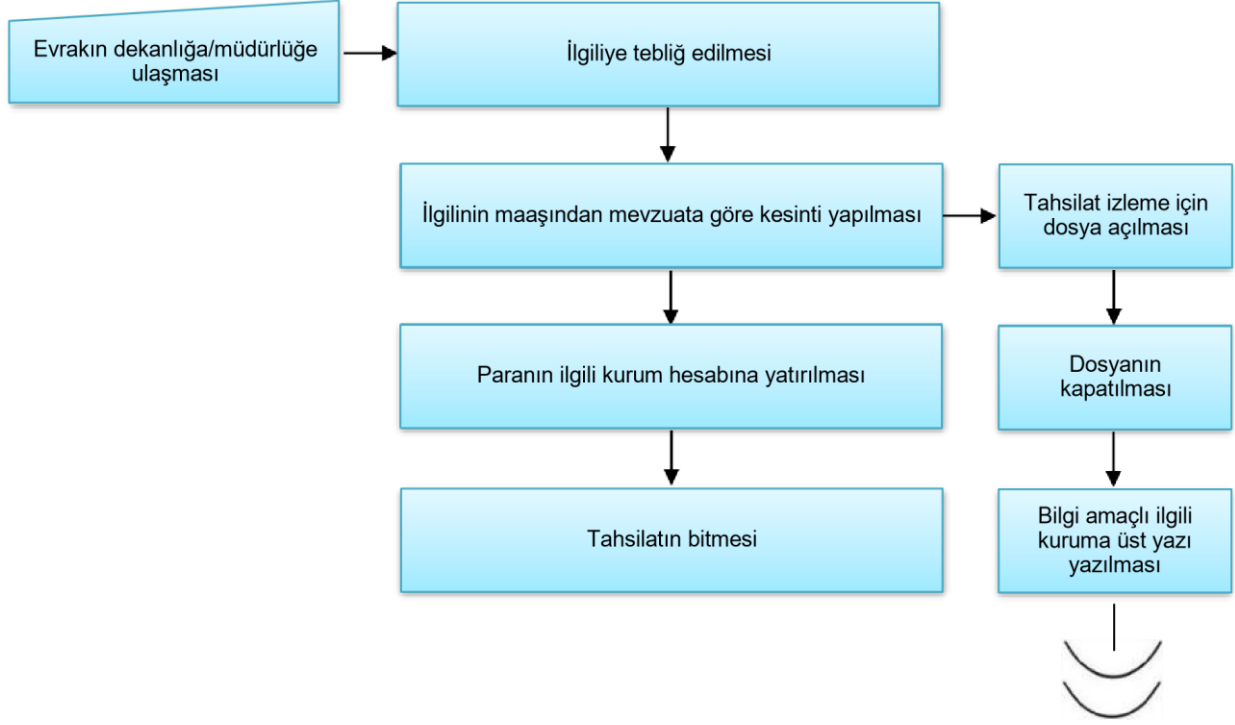 Evrakın dekanlığa/müdürlüğe
ulaşması
İlgiliye tebliğ edilmesi
İlgilinin maaşından mevzuata göre kesinti yapılması
Tahsilat izleme için
dosya açılması
Paranın ilgili kurum hesabına yatırılması
Dosyanın
kapatılması
Tahsilatın bitmesi
Bilgi amaçlı ilgili
kuruma üst yazı
yazılması